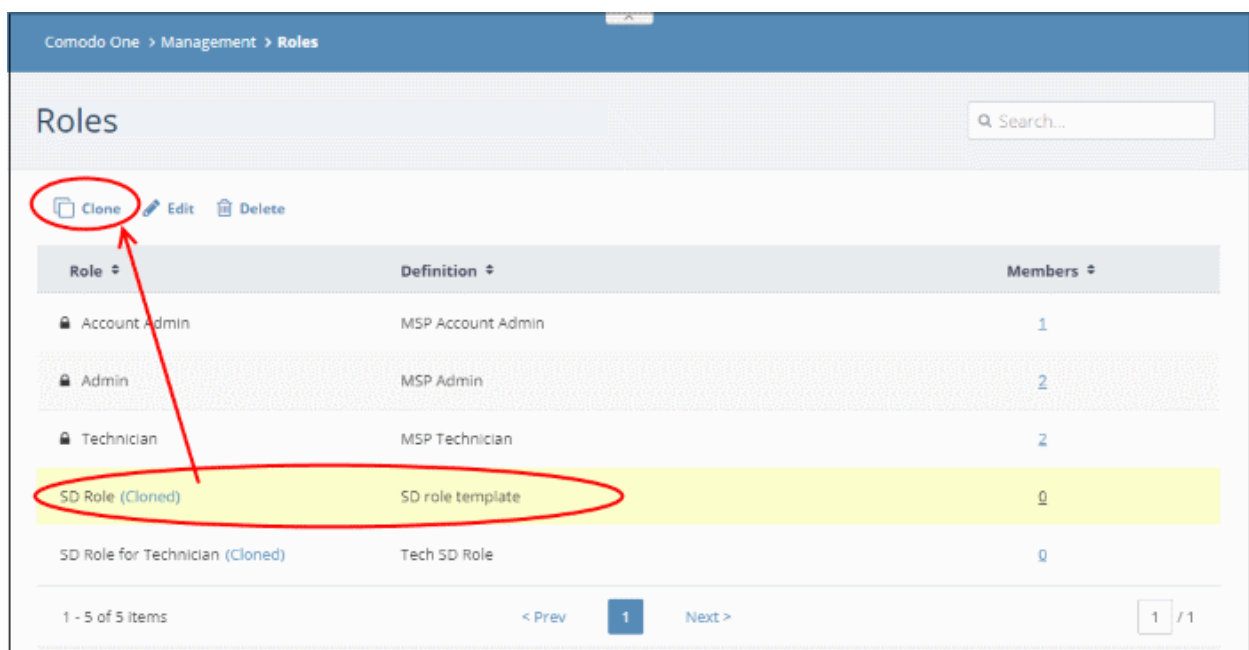 Comodo One > Management > Roles
Roles
Search...
Clone Edit Delete
Role Definition Members
Account Admin MSP Account Admin 1
Admin MSP Admin 2
Technician MSP Technician 2
SD Role (Cloned) SD role template 0
SD Role for Technician (Cloned) Tech SD Role 0
1 - 5 of 5 items < Prev 1 Next > 1 / 1